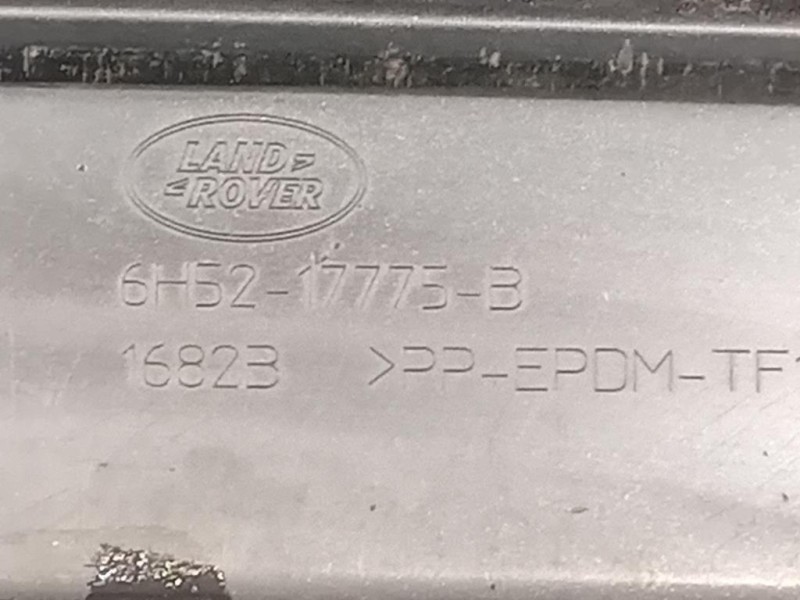 LAND
ROVER
6H52-17775-B
16823 >PP-EPDM-TF